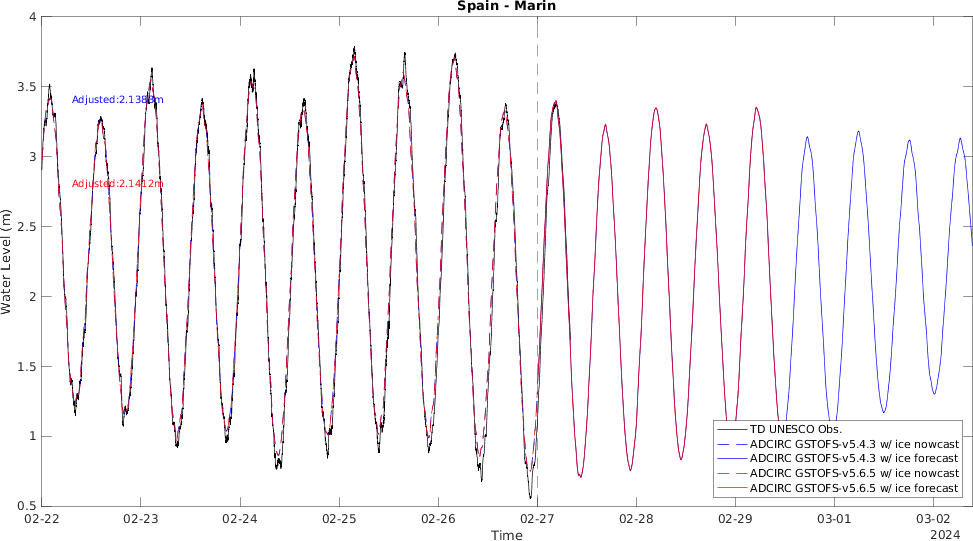 Spain - Marin
4
3.5
3
2.5
2
1.5
1
0.5
Water Level (m)
Adjusted:2.1388m
Adjusted:2.1412m
TD UNESCO Obs.
ADCIRC GSTOFS-v5.4.3 w/ ice nowcast
ADCIRC GSTOFS-v5.4.3 w/ ice forecast
ADCIRC GSTOFS-v5.6.5 w/ ice nowcast
ADCIRC GSTOFS-v5.6.5 w/ ice forecast
02-22 02-23 02-24 02-25 02-26 02-27 02-28 02-29 03-01 03-02
Time
2024